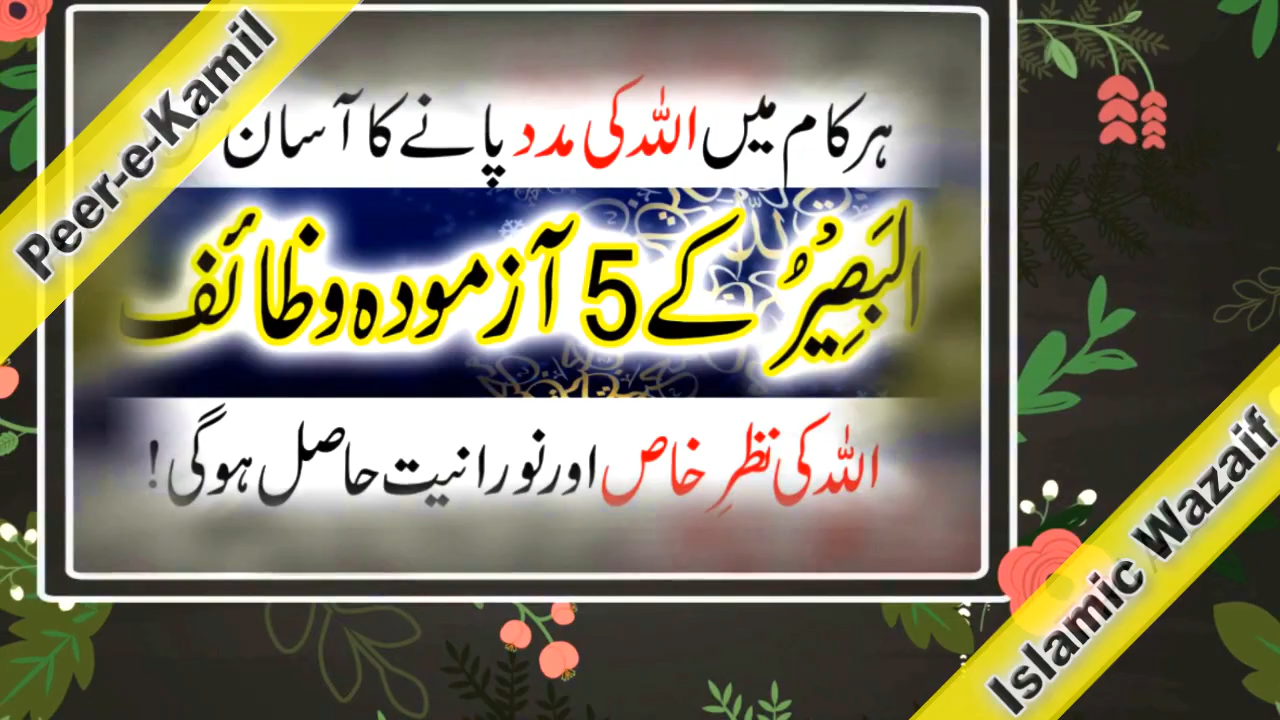 Peer-e-Kamil
ہر کام میں اللہ کی مدد پانے کا آسان
البَصِیْرُ کے 5 آزمودہ وظائف
اللہ کی نظرِ خاص اور نورانیت حاصل ہوگی!
Islamic Wazaif